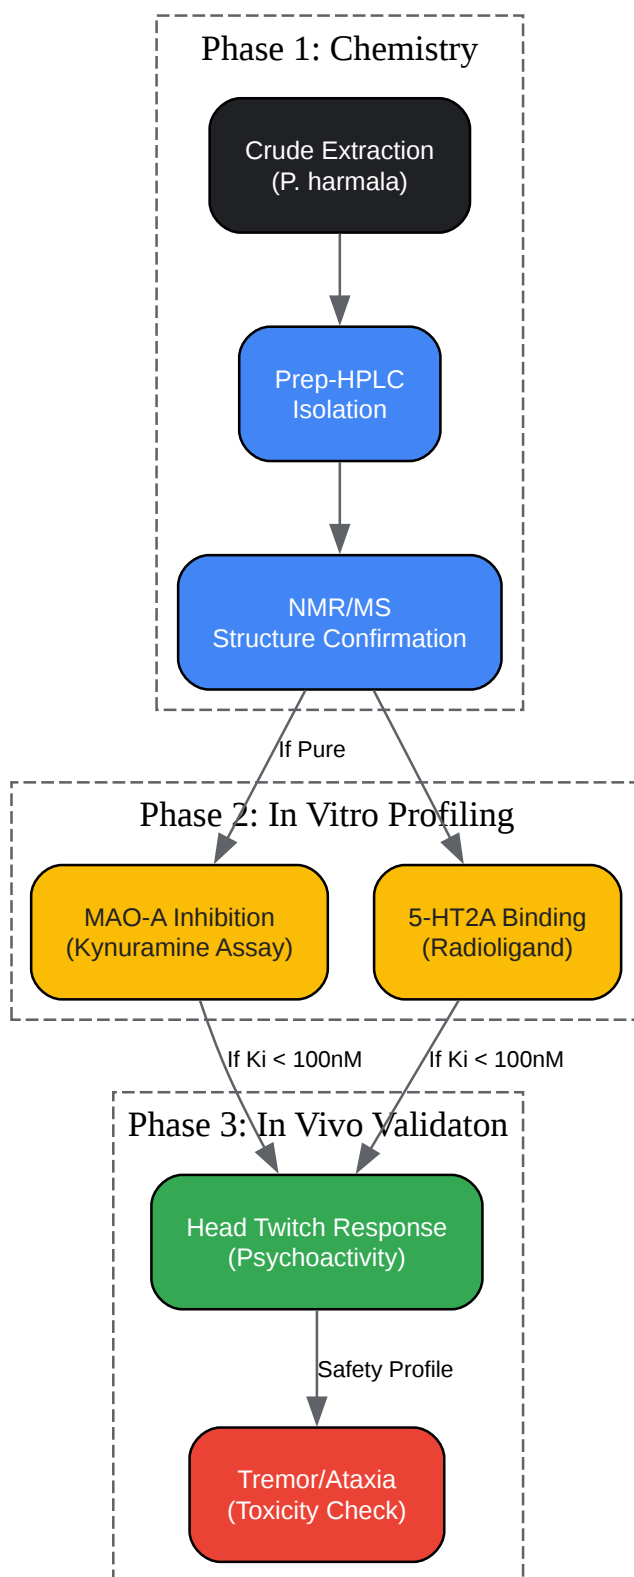 Phase 1: Chemistry
Crude Extraction
(P. harmala)
Prep-HPLC
Isolation
NMR/MS
Structure Confirmation
If Pure
Phase 2: In Vitro Profiling
MAO-A Inhibition
(Kynuramine Assay)
5-HT2A Binding
(Radioligand)
If Ki < 100nM
If Ki < 100nM
Phase 3: In Vivo Validaton
Head Twitch Response
(Psychoactivity)
Safety Profile
Tremor/Ataxia
(Toxicity Check)